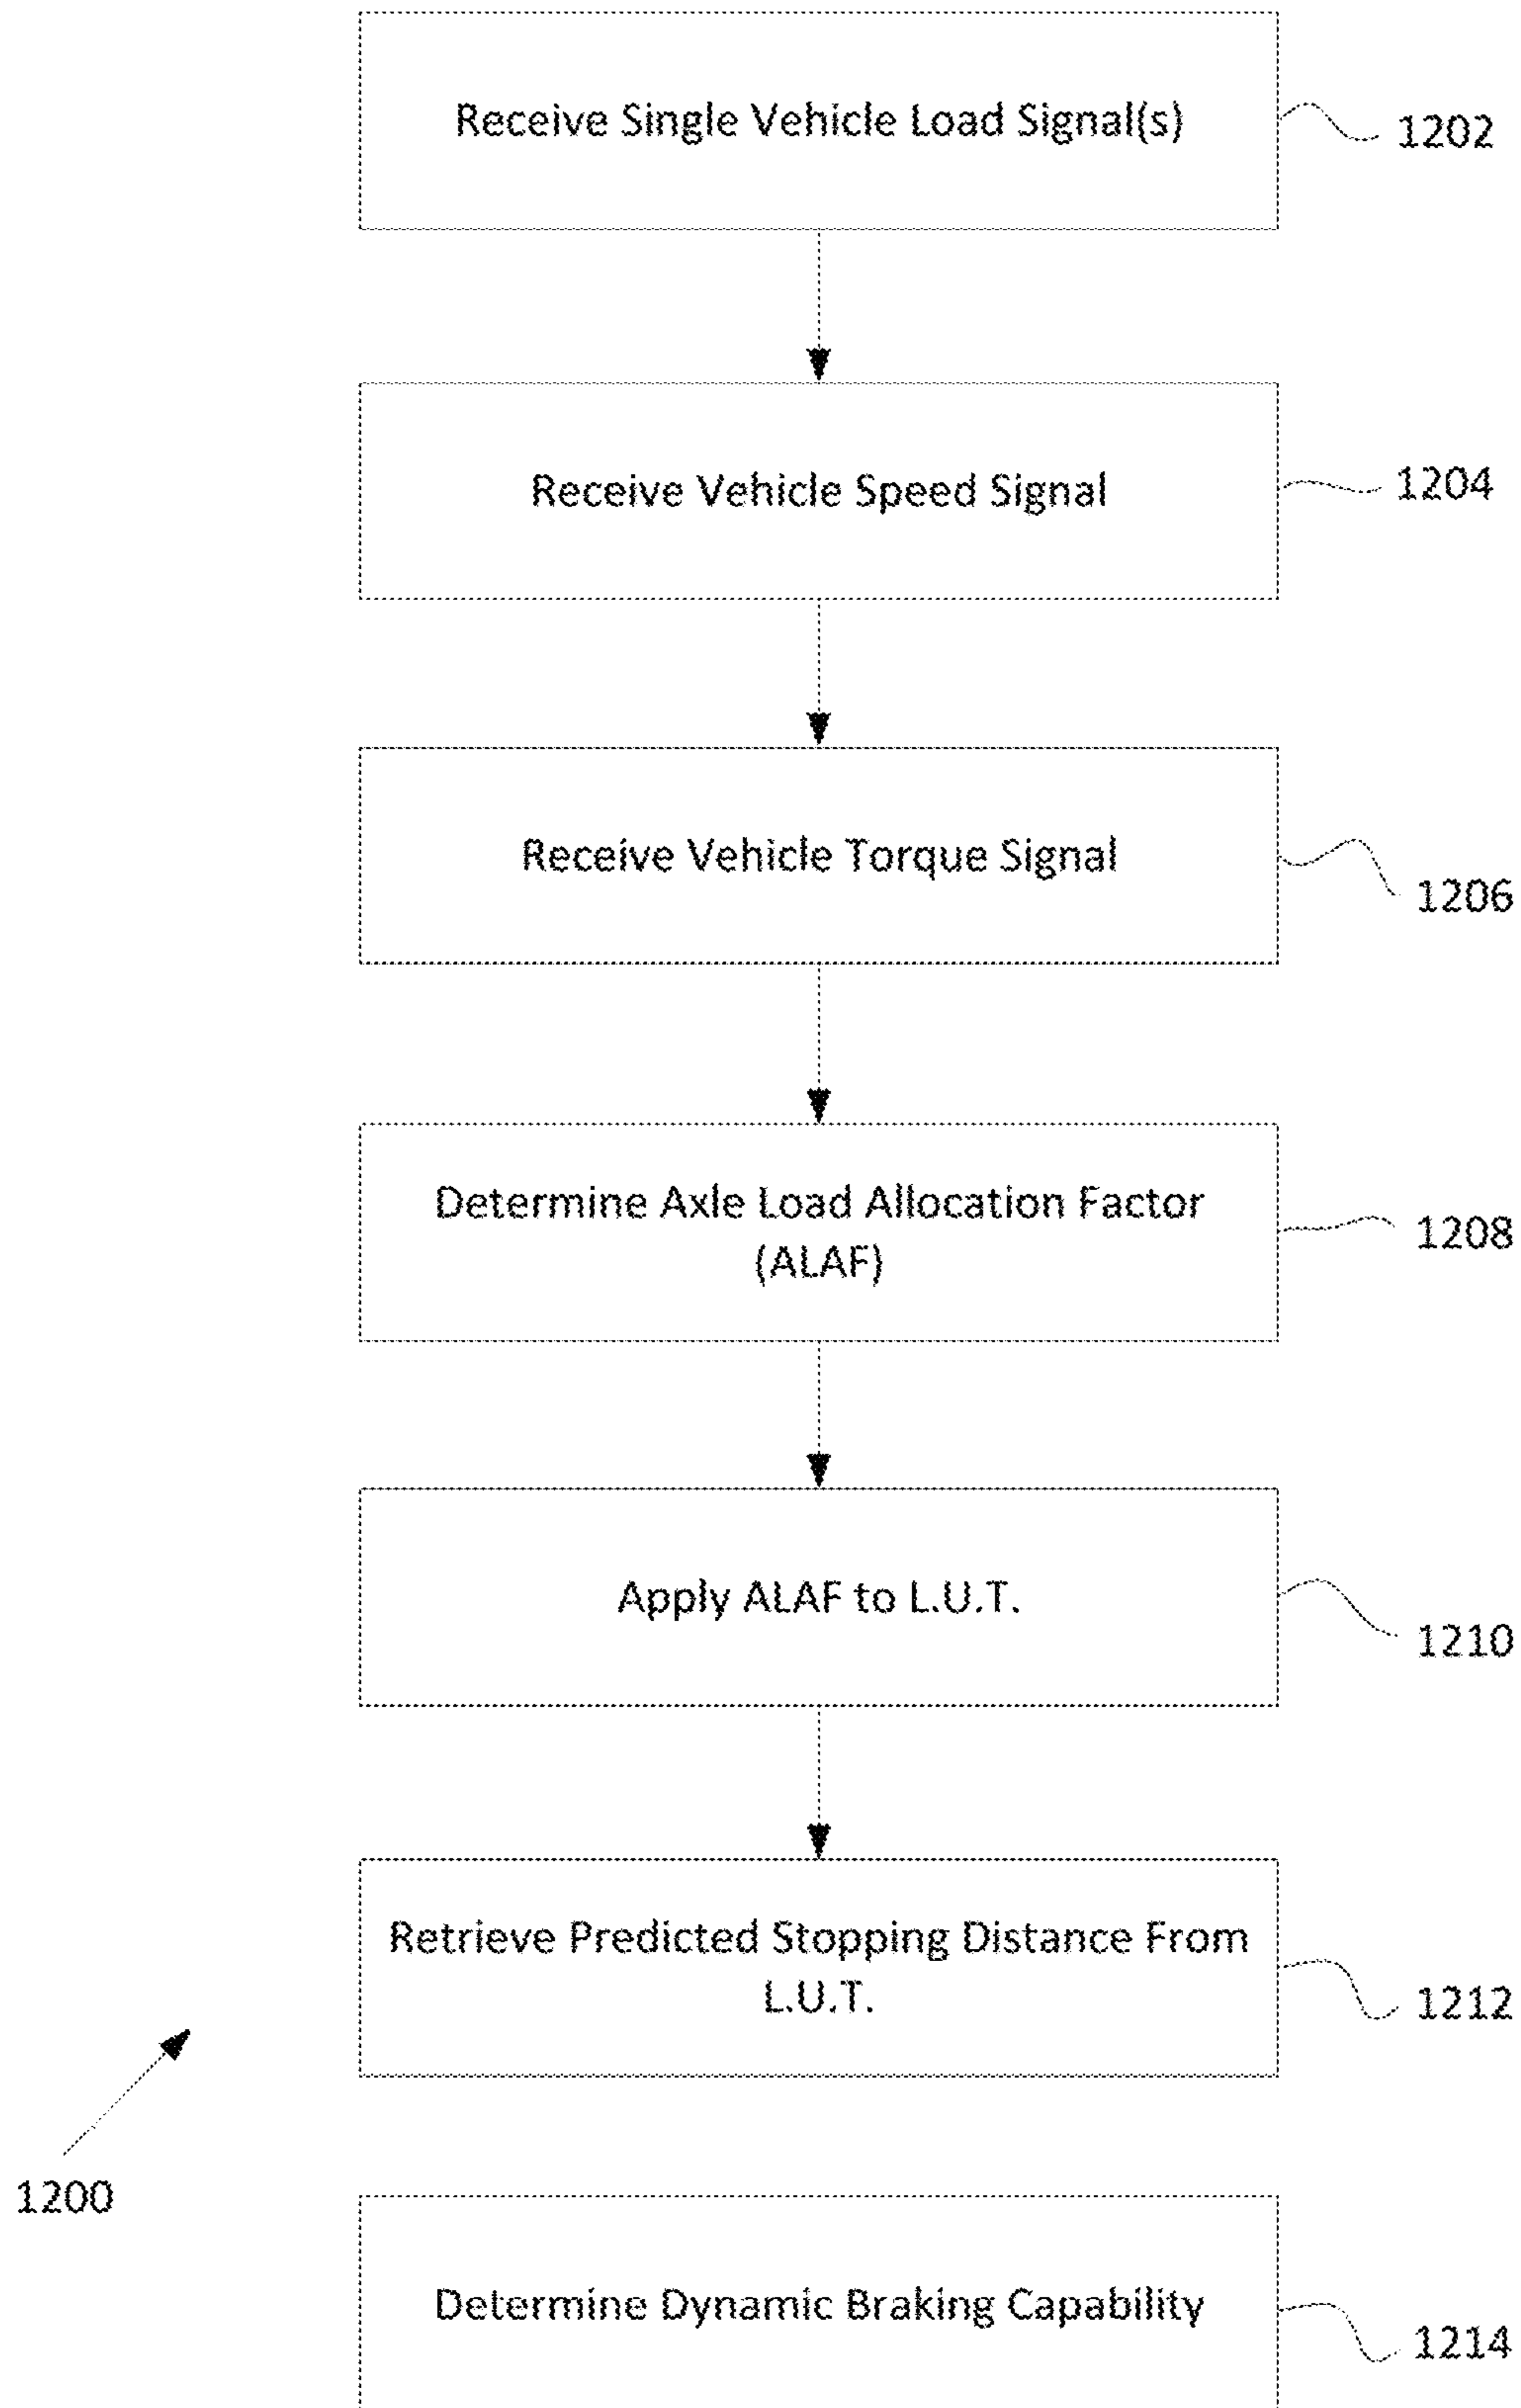 Receive Single Vehicle Load Signal(s)
1202
Receive Vehicle Speed Signal
1204
Receive Vehicle Torque Signal
1206
Determine Axle Load Allocation Factor
(ALAF)
1208
Apply ALAF to L.U.T.
1210
Retrieve Predicted Stopping Distance From
L.U.T.
1212
1200
Determine Dynamic Braking Capability
1214